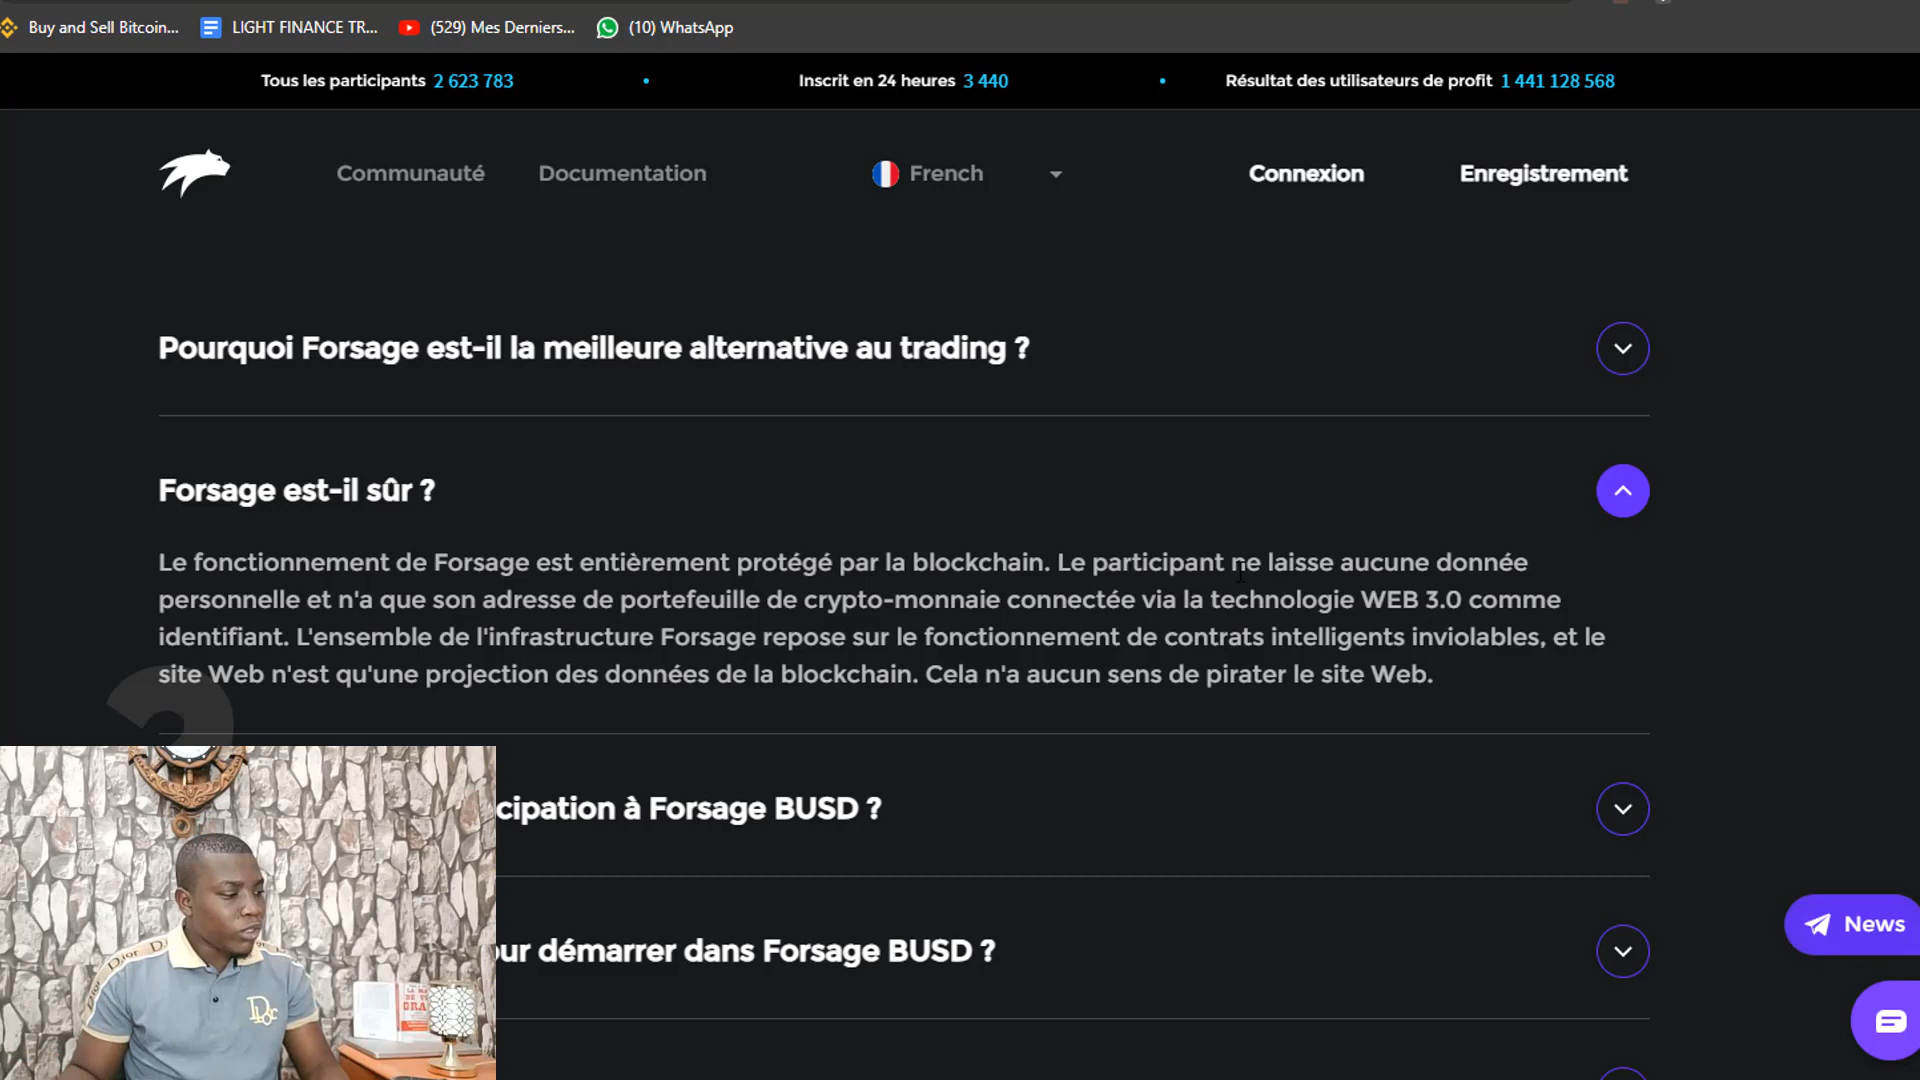 Buy and Sell Bitcoin... LIGHT FINANCE TR... (529) Mes Derniers... (10) WhatsApp
Tous les participants 2 623 783 • Inscrit en 24 heures 3 440 • Résultat des utilisateurs de profit 1 441 128 568
Communauté Documentation French Connexion Enregistrement
Pourquoi Forsage est-il la meilleure alternative au trading ?
Forsage est-il sûr ?
Le fonctionnement de Forsage est entièrement protégé par la blockchain. Le participant ne laisse aucune donnée
personnelle et n'a que son adresse de portefeuille de crypto-monnaie connectée via la technologie WEB 3.0 comme
identifiant. L'ensemble de l'infrastructure Forsage repose sur le fonctionnement de contrats intelligents inviolables, et le
site Web n'est qu'une projection des données de la blockchain. Cela n'a aucun sens de pirater le site Web.
cipation à Forsage BUSD ?
News
our démarrer dans Forsage BUSD ?